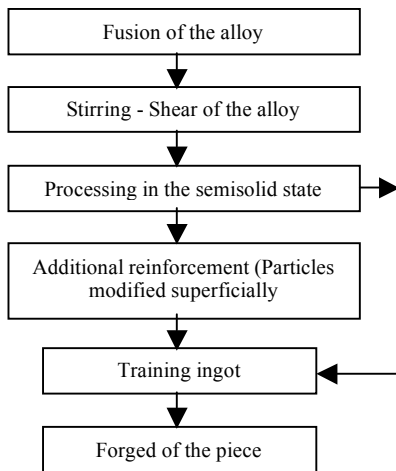 Fusion of the alloy
Stirring - Shear of the alloy
Processing in the semisolid state
Additional reinforcement (Particles
modified superficially
Training ingot
Forged of the piece